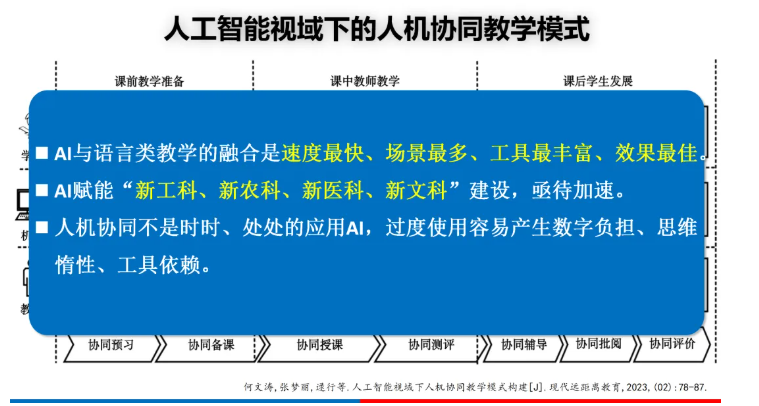 人工智能视域下的人机协同教学模式
课前教学准备 课中教师教学 课后学生发展
AI与语言类教学的融合是速度最快、场景最多、工具最丰富、效果最佳。
AI赋能“新工科、新农科、新医科、新文科”建设，亟待加速。
人机协同不是时时、处处的应用AI，过度使用容易产生数字负担、思维
惰性、工具依赖。
协同预习 协同备课 协同授课 协同测评 协同辅导 协同批阅 协同评价
何文涛,张梦丽,逯行等.人工智能视域下人机协同教学模式构建[J].现代远距离教育,2023,(02):78-87.